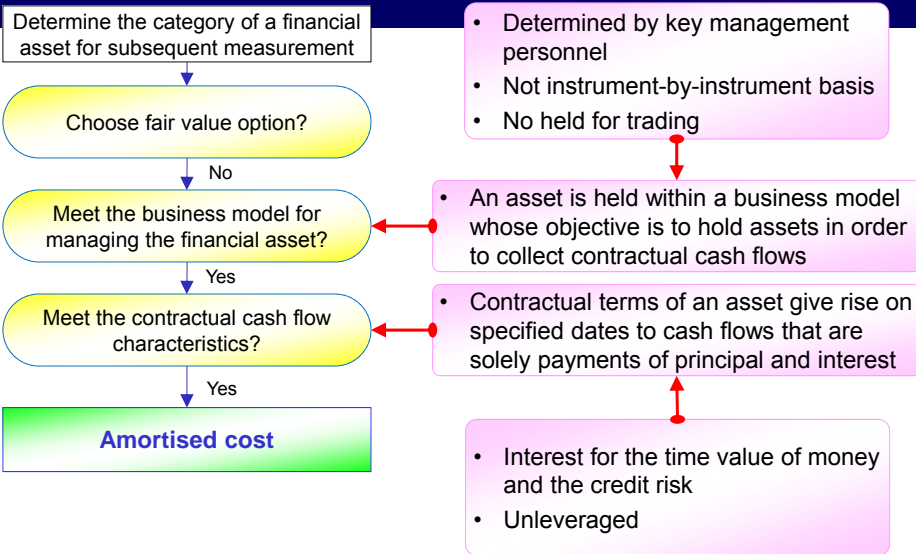 Determine the category of a financial
asset for subsequent measurement
Choose fair value option?
No
Meet the business model for
managing the financial asset?
Yes
Meet the contractual cash flow
characteristics?
Yes
Amortised cost
• Determined by key management
personnel
• Not instrument-by-instrument basis
• No held for trading
• An asset is held within a business model
whose objective is to hold assets in order
to collect contractual cash flows
• Contractual terms of an asset give rise on
specified dates to cash flows that are
solely payments of principal and interest
• Interest for the time value of money
and the credit risk
• Unleveraged